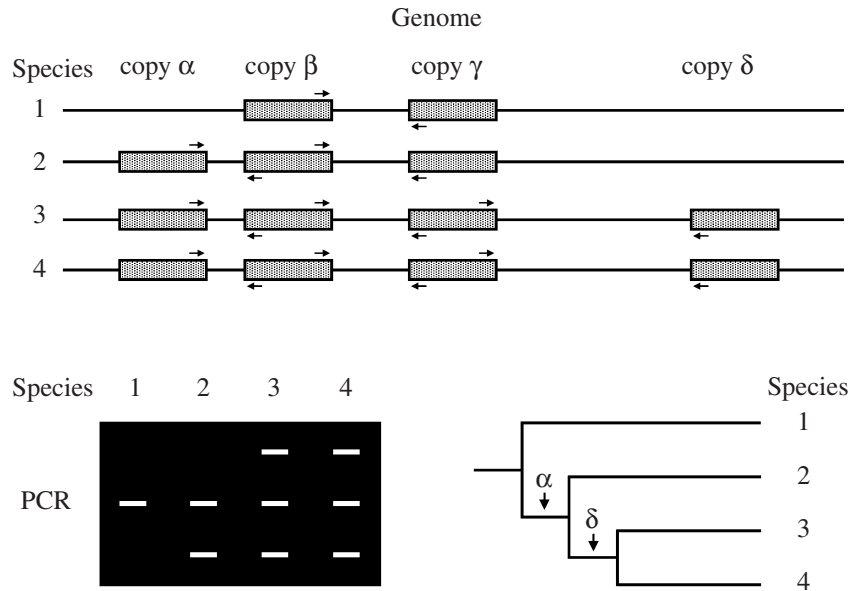 Genome
Species copy α copy β copy γ copy δ
1
2
3
4
Species 1 2 3 4
PCR
Species
1
2
3
4
α
δ